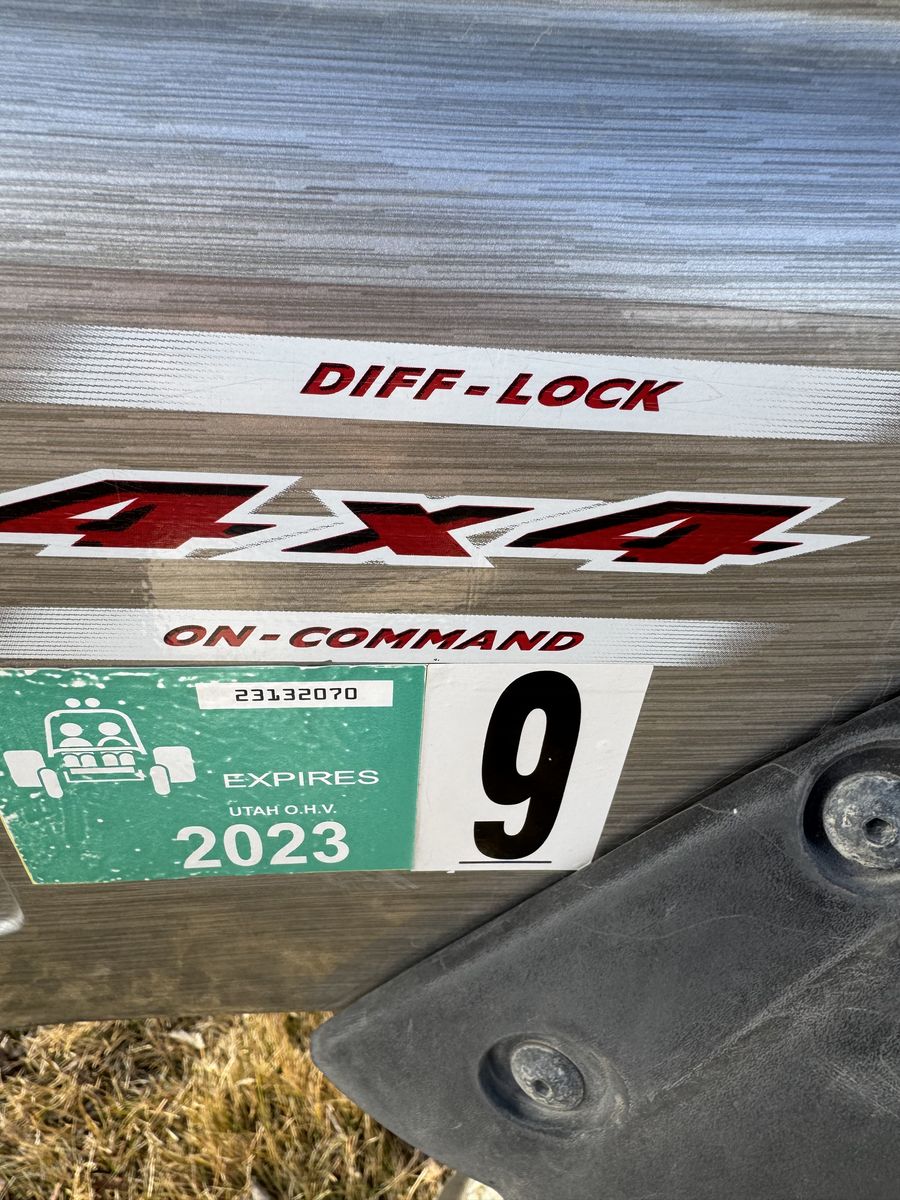 DIFF-LOCK
4x4
ON-COMMAND
23132070
EXPIRES
UTAH O.H.V.
2023
9